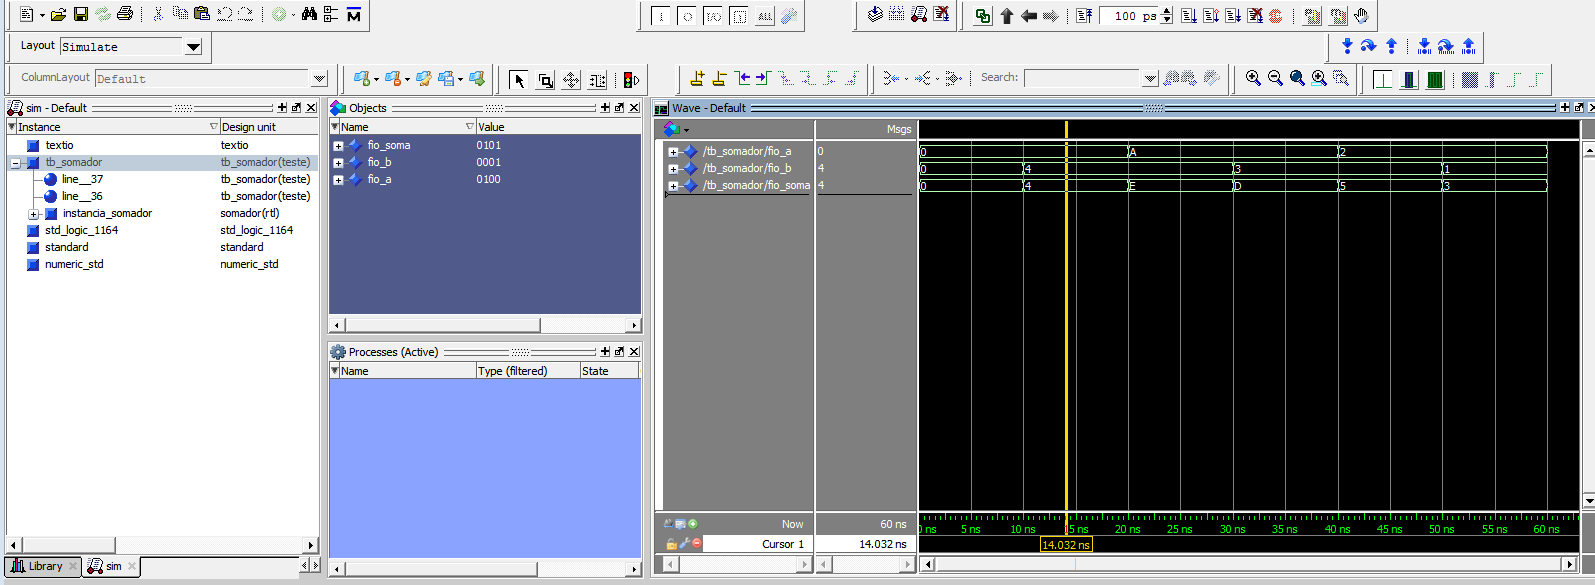 100 ps
Layout Simulate
ColumnLayout Default
Search:
sim - Default
Instance Design unit
textio textio
tb_somador tb_somador(teste)
line__37 tb_somador(teste)
line__36 tb_somador(teste)
instancia_somador somador(rtl)
std_logic_1164 std_logic_1164
standard standard
numeric_std numeric_std
Library sim
Objects
Name Value
fio_soma 0101
fio_b 0001
fio_a 0100
Processes (Active)
Name Type (filtered) State
Wave - Default
Msgs
/tb_somador/fio_a 0 0 A 2
/tb_somador/fio_b 4 0 4 3 1
/tb_somador/fio_soma 4 0 4 E D 5 3
Now 60 ns ns 5 ns 10 ns 15 ns 20 ns 25 ns 30 ns 35 ns 40 ns 45 ns 50 ns 55 ns 60 ns
Cursor 1 14.032 ns 14.032 ns